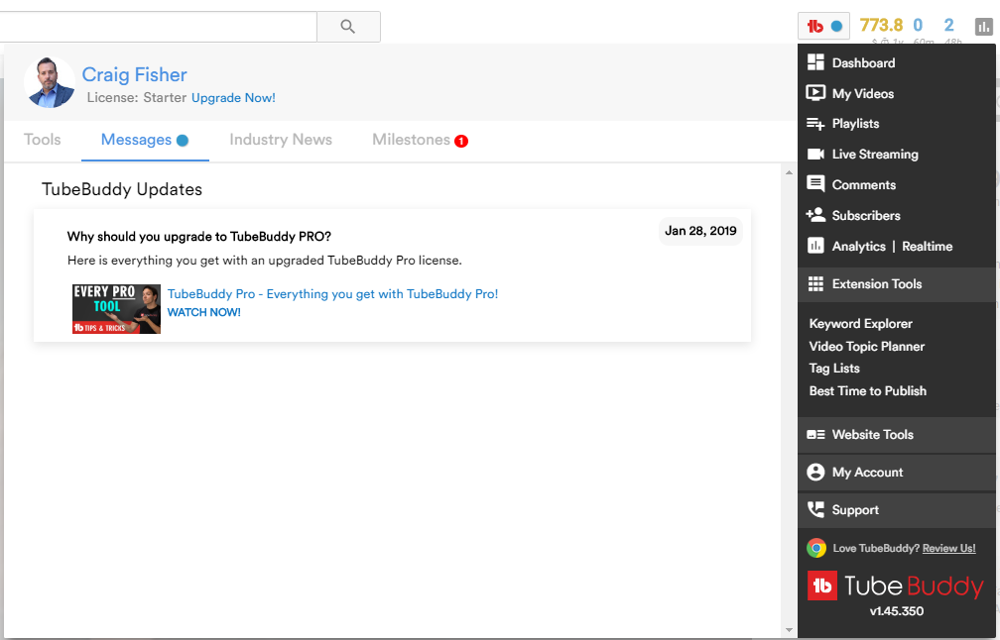 773.8 0 2
1y 60m 48h
Craig Fisher
License: Starter Upgrade Now!
Tools Messages Industry News Milestones 1
TubeBuddy Updates
Why should you upgrade to TubeBuddy PRO? Jan 28, 2019
Here is everything you get with an upgraded TubeBuddy Pro license.
EVERY PRO
TOOL
tb TIPS & TRICKS
TubeBuddy Pro - Everything you get with TubeBuddy Pro!
WATCH NOW!
Dashboard
My Videos
Playlists
Live Streaming
Comments
Subscribers
Analytics | Realtime
Extension Tools
Keyword Explorer
Video Topic Planner
Tag Lists
Best Time to Publish
Website Tools
My Account
Support
Love TubeBuddy? Review Us!
tb TubeBuddy
v1.45.350